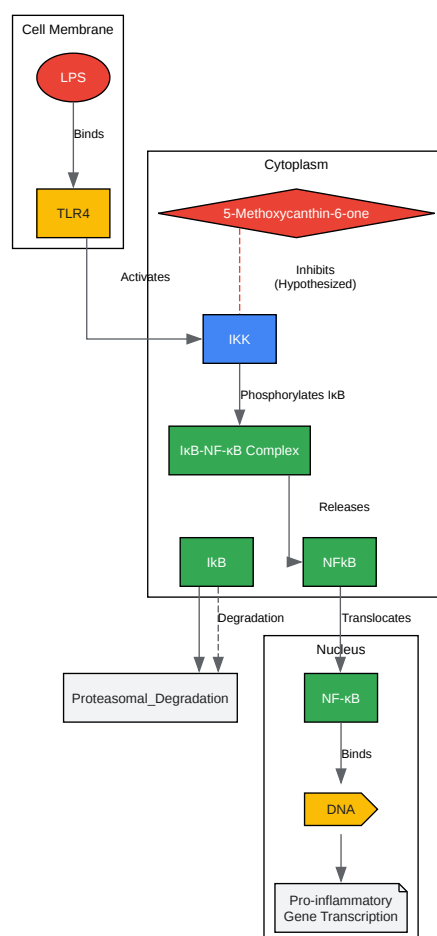 Cell Membrane
LPS
Binds
TLR4
Cytoplasm
5-Methoxycanthin-6-one
Activates
Inhibits
(Hypothesized)
IKK
Phosphorylates IκB
IκB-NF-κB Complex
Releases
IkB
NFkB
Degradation
Translocates
Proteasomal_Degradation
Nucleus
NF-κB
Binds
DNA
Pro-inflammatory
Gene Transcription